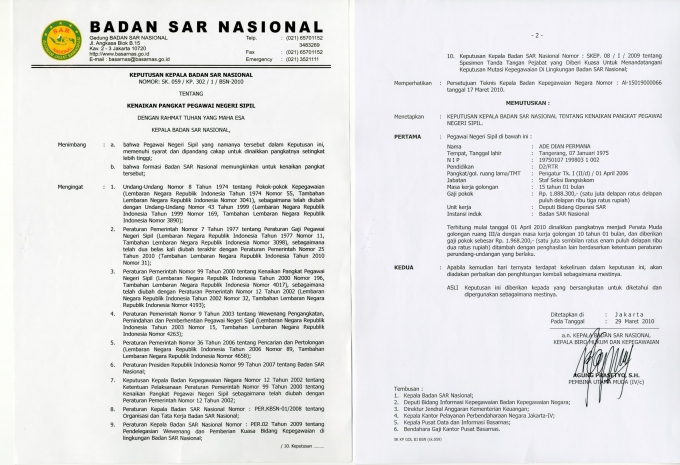 BADAN SAR NASIONAL
Gedung BADAN SAR NASIONAL
Jl. Angkasa Blok B.15
Kav. 2 - 3 Jakarta 10720
http://www.basarnas.go.id
E-mail : basarnas@basarnas.go.id
Telp. : (021) 65701152
3483269
Fax : (021) 65701152
Emergency : (021) 3521111
KEPUTUSAN KEPALA BADAN SAR NASIONAL
NOMOR: SK. 059 / KP. 302 / 1 / BSN-2010
TENTANG
KENAIKAN PANGKAT PEGAWAI NEGERI SIPIL
DENGAN RAHMAT TUHAN YANG MAHA ESA
KEPALA BADAN SAR NASIONAL,
Menimbang : a. bahwa Pegawai Negeri Sipil yang namanya tersebut dalam Keputusan ini,
memenuhi syarat dan dipandang cakap untuk dinaikkan pangkatnya setingkat
lebih tinggi;
b. bahwa formasi Badan SAR Nasional memungkinkan untuk kenaikan pangkat
tersebut;
Mengingat : 1. Undang-Undang Nomor 8 Tahun 1974 tentang Pokok-pokok Kepegawaian
(Lembaran Negara Republik Indonesia Tahun 1974 Nomor 55, Tambahan
Lembaran Negara Republik Indonesia Nomor 3041), sebagaimana telah diubah
dengan Undang-Undang Nomor 43 Tahun 1999 (Lembaran Negara Republik
Indonesia Tahun 1999 Nomor 169, Tambahan Lembaran Negara Republik
Indonesia Nomor 3890);
2. Peraturan Pemerintah Nomor 7 Tahun 1977 tentang Peraturan Gaji Pegawai
Negeri Sipil (Lembaran Negara Republik Indonesia Tahun 1977 Nomor 11,
Tambahan Lembaran Negara Republik Indonesia Nomor 3098), sebagaimana telah
dua belas kali diubah terakhir dengan Peraturan Pemerintah Nomor 25
Tahun 2010 (Tambahan Lembaran Negara Republik Indonesia Tahun 2010
Nomor 31);
3. Peraturan Pemerintah Nomor 99 Tahun 2000 tentang Kenaikan Pangkat Pegawai
Negeri Sipil (Lembaran Negara Republik Indonesia Tahun 2000 Nomor 196,
Tambahan Lembaran Negara Republik Indonesia Nomor 4017), sebagaimana
telah diubah dengan Peraturan Pemerintah Nomor 12 Tahun 2002 (Lembaran
Negara Republik Indonesia Tahun 2002 Nomor 32, Tambahan Lembaran Negara
Republik Indonesia Nomor 4193);
4. Peraturan Pemerintah Nomor 9 Tahun 2003 tentang Wewenang Pengangkatan,
Pemindahan dan Pemberhentian Pegawai Negeri Sipil (Lembaran Negara Republik
Indonesia Tahun 2003 Nomor 15, Tambahan Lembaran Negara Republik Indonesia Nomor
4263);
5. Peraturan Pemerintah Nomor 36 Tahun 2006 tentang Pencarian dan Pertolongan
(Lembaran Negara Republik Indonesia Tahun 2006 Nomor 89, Tambahan
Lembaran Negara Republik Indonesia Nomor 4658);
6. Peraturan Presiden Republik Indonesia Nomor 99 Tahun 2007 tentang Badan SAR
Nasional;
7. Keputusan Kepala Badan Kepegawaian Negara Nomor 12 Tahun 2002 tentang
Ketentuan Pelaksanaan Peraturan Pemerintah Nomor 99 Tahun 2000 tentang
Kenaikan Pangkat Pegawai Negeri Sipil sebagaimana telah diubah dengan
Peraturan Pemerintah Nomor 12 Tahun 2002;
8. Peraturan Kepala Badan SAR Nasional Nomor : PER.KBSN-01/2008 tentang
Organisasi dan Tata Kerja Badan SAR Nasional;
9. Peraturan Kepala Badan SAR Nasional Nomor : PER.02 Tahun 2009 tentang
Pendelegasian Wewenang dan Pemberian Kuasa Bidang Kepegawaian di
lingkungan Badan SAR Nasional;
/ 10. Keputusan ........
- 2 -
10. Keputusan Kepala Badan SAR Nasional Nomor : SKEP. 08 / I / 2009 tentang
Spesimen Tanda Tangan Pejabat yang Diberi Kuasa Untuk Menandatangani
Keputusan Mutasi Kepegawaian Di Lingkungan Badan SAR Nasional;
Memperhatikan : Persetujuan Teknis Kepala Badan Kepegawaian Negara Nomor : AI-15019000066
tanggal 17 Maret 2010.
MEMUTUSKAN :
Menetapkan : KEPUTUSAN KEPALA BADAN SAR NASIONAL TENTANG KENAIKAN PANGKAT PEGAWAI
NEGERI SIPIL.
PERTAMA : Pegawai Negeri Sipil di bawah ini :
Nama : ADE DIAN PERMANA
Tempat, Tanggal lahir : Tangerang, 07 Januari 1975
N I P : 19750107 199803 1 002
Pendidikan : D2/RTR
Pangkat/gol. ruang lama/TMT : Pengatur Tk. I (II/d) / 01 April 2006
Jabatan : Staf Seksi Bangsiskom
Masa kerja golongan : 15 tahun 01 bulan
Gaji pokok : Rp. 1.888.300,- (satu juta delapan ratus delapan
puluh delapan ribu tiga ratus rupiah)
Unit kerja : Deputi Bidang Operasi SAR
Instansi induk : Badan SAR Nasional
Terhitung mulai tanggal 01 April 2010 dinaikkan pangkatnya menjadi Penata Muda
golongan ruang III/a dengan masa kerja golongan 10 tahun 01 bulan, dan diberikan
gaji pokok sebesar Rp. 1.968.200,- (satu juta sembilan ratus enam puluh delapan ribu
dua ratus rupiah) ditambah dengan penghasilan lain berdasarkan ketentuan peraturan
perundang-undangan yang berlaku.
KEDUA : Apabila kemudian hari ternyata terdapat kekeliruan dalam keputusan ini, akan
diadakan perbaikan dan penghitungan kembali sebagaimana mestinya.
ASLI Keputusan ini diberikan kepada yang bersangkutan untuk diketahui dan
dipergunakan sebagaimana mestinya.
Ditetapkan di : J a k a r t a
Pada Tanggal : 29 Maret 2010
a.n. KEPALA BADAN SAR NASIONAL
KEPALA BIRO HUKUM DAN KEPEGAWAIAN
AGUNG PRASETYO, S.H.
PEMBINA UTAMA MUDA (IV/c)
Tembusan :
1. Kepala Badan SAR Nasional;
2. Deputi Bidang Informasi Kepegawaian Badan Kepegawaian Negara;
3. Direktur Jendral Anggaran Kementerian Keuangan;
4. Kepala Kantor Pelayanan Perbendaharaan Negara Jakarta-IV;
5. Kepala Pusat Data dan Informasi Basarnas;
6. Bendahara Gaji Kantor Pusat Basarnas.